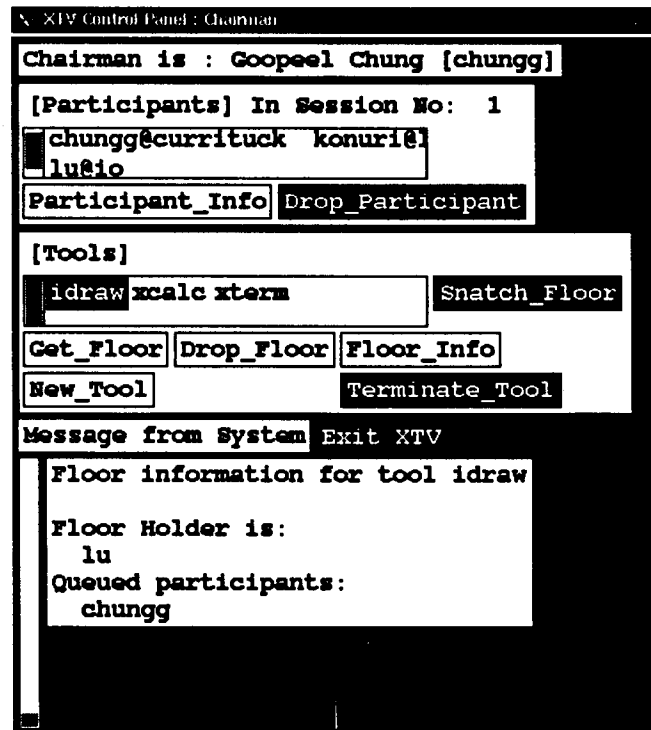 XTV Control Panel : Chairman
Chairman is : Goopeel Chung [chungg]
[Participants] In Session No: 1
chungg@currituck konuri@l
lu@io
Participant_Info Drop_Participant
[Tools]
idraw xcalc xterm Snatch_Floor
Get_Floor Drop_Floor Floor_Info
New_Tool Terminate_Tool
Message from System Exit XTV
Floor information for tool idraw
Floor Holder is:
lu
Queued participants:
chungg